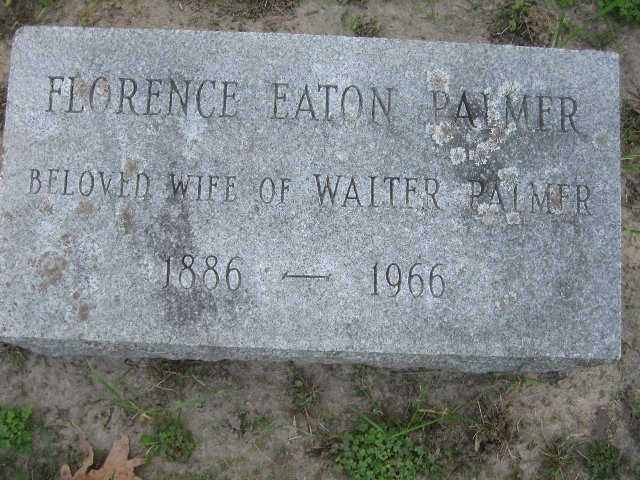 FLORENCE EATON PALMER
BELOVED WIFE OF WALTER PALMER
1886 — 1966